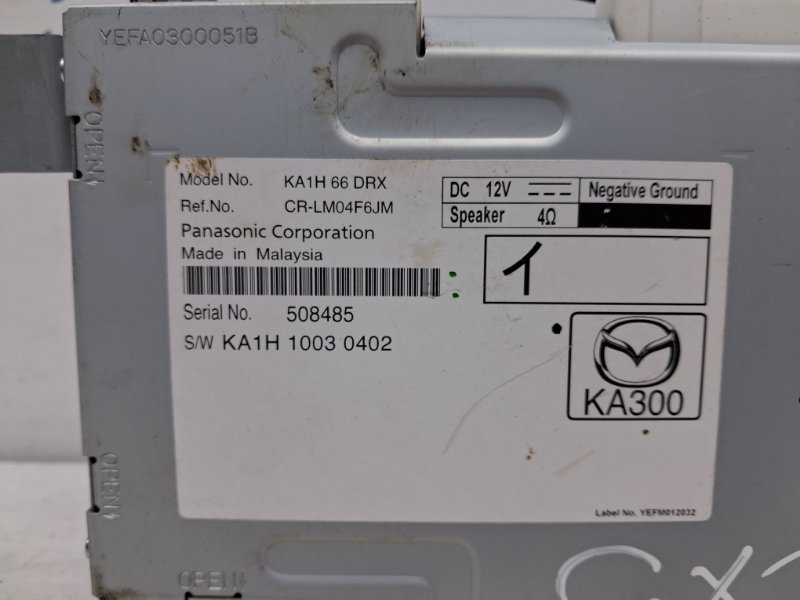 YEFA0300051B
OPEN
Model No. KA1H 66 DRX
Ref.No. CR-LM04F6JM
Panasonic Corporation
Made in Malaysia
DC 12V Negative Ground
Speaker 4Ω
イ
Serial No. 508485
S/W KA1H 1003 0402
KA300
OPEN
Label No. YEFM012032
OPEN